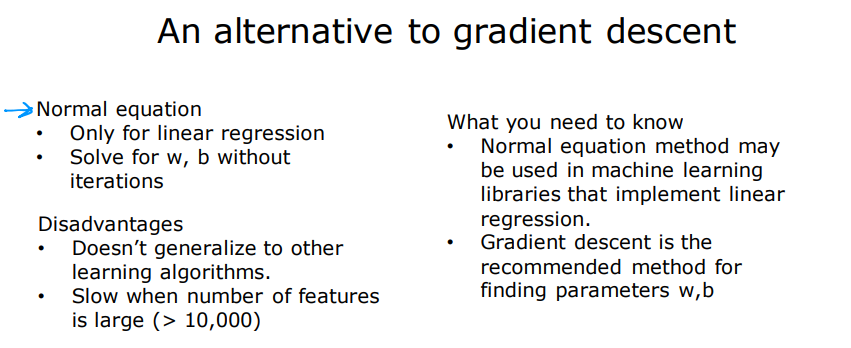 An alternative to gradient descent
Normal equation
• Only for linear regression
• Solve for w, b without
iterations
Disadvantages
• Doesn’t generalize to other
learning algorithms.
• Slow when number of features
is large (> 10,000)
What you need to know
• Normal equation method may
be used in machine learning
libraries that implement linear
regression.
• Gradient descent is the
recommended method for
finding parameters w,b